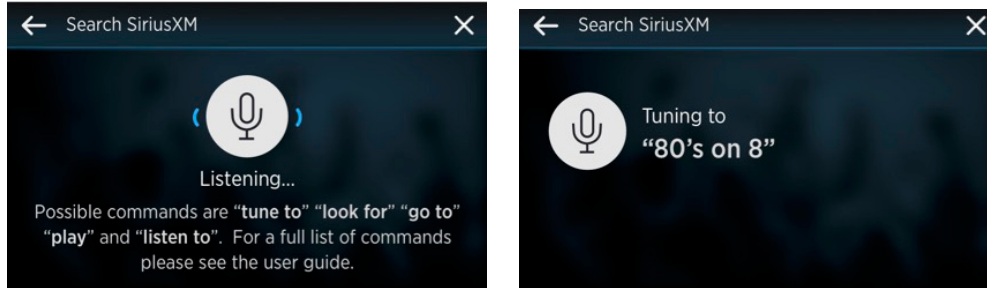 Search SiriusXM
Listening...
Possible commands are “tune to” “look for” “go to”
“play” and “listen to”.  For a full list of commands
please see the user guide.
Search SiriusXM
Tuning to
“80’s on 8”